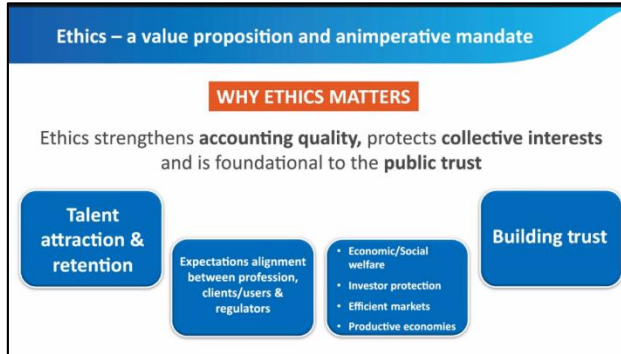 Ethics – a value proposition and animperative mandate
WHY ETHICS MATTERS
Ethics strengthens accounting quality, protects collective interests
and is foundational to the public trust
Talent
attraction &
retention
Expectations alignment
between profession,
clients/users &
regulators
• Economic/Social
welfare
• Investor protection
• Efficient markets
• Productive economies
Building trust